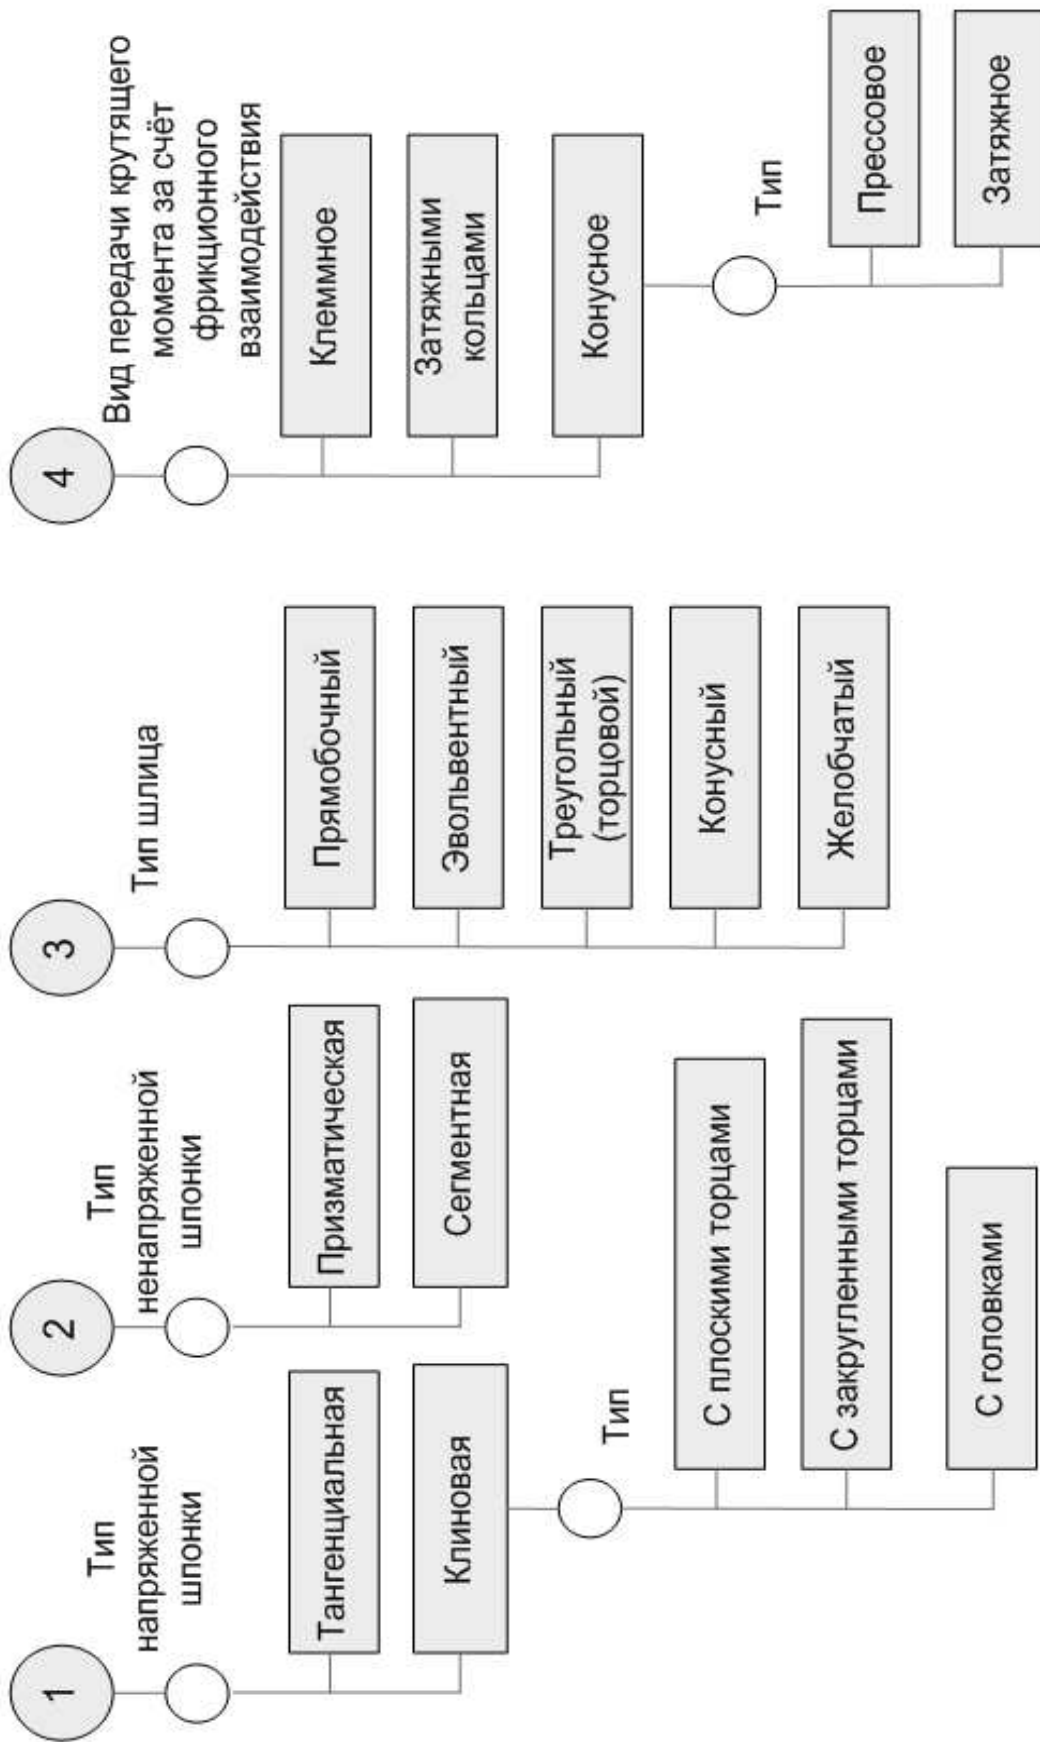 1
Тип
напряженной
шпонки
Тангенциальная
Клиновая
Тип
С плоскими торцами
С закругленными торцами
С головками
2
Тип
ненапряженной
шпонки
Призматическая
Сегментная
3
Тип шлица
Прямобочный
Эвольвентный
Треугольный
(торцовой)
Конусный
Желобчатый
4
Вид передачи крутящего
момента за счёт
фрикционного
взаимодействия
Клеммное
Затяжными
кольцами
Конусное
Тип
Прессовое
Затяжное